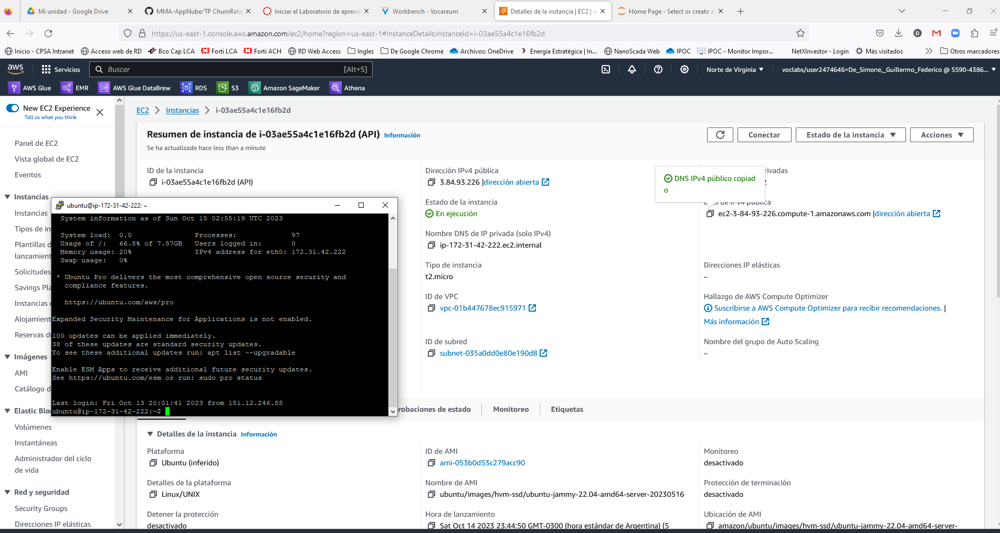 Mi unidad - Google Drive
MMA-AppNube/TP ChurnRate
Iniciar el Laboratorio de aprend
Workbench - Vocareum
Detalles de la instancia | EC2 | u
Home Page - Select or create a
https://us-east-1.console.aws.amazon.com/ec2/home?region=us-east-1#InstanceDetails:instanceId=i-03ae55a4c1e16fb2d
Inicio - CPSA Intranet
Acceso web de RD
Bco Cap LCA
Forti LCA
Forti ACH
RD Web Access
Ingles
De Google Chrome
Archivos: OneDrive
Energía Estratégica | In...
NanoScada Web
IPOC
IPOC - Monitor Impor...
NetXInvestor - Login
Más visitados
Otros marcadores
aws
Servicios
Buscar
[Alt+S]
Norte de Virginia
voclabs/user2474646=De_Simone,_Guillermo_Federico @ 5590-4386...
AWS Glue
EMR
AWS Glue DataBrew
RDS
S3
Amazon SageMaker
Athena
New EC2 Experience
Tell us what you think
Panel de EC2
Vista global de EC2
Eventos
Instancias
Instancias
Tipos de in
Plantillas d
lanzamient
Solicitudes
Savings Pla
Instancias r
Alojamient
Reservas d
Imágenes
AMI
Catálogo d
Elastic Blo
Volúmenes
Instantáneas
Administrador del ciclo
de vida
Red y seguridad
Security Groups
Direcciones IP elásticas
EC2
Instancias
i-03ae55a4c1e16fb2d
Resumen de instancia de i-03ae55a4c1e16fb2d (API) Información
Se ha actualizado hace less than a minute
Conectar
Estado de la instancia
Acciones
ID de la instancia
i-03ae55a4c1e16fb2d (API)
Dirección IPv4 pública
3.84.93.226 |dirección abierta
Estado de la instancia
En ejecución
Nombre DNS de IP privada (solo IPv4)
ip-172-31-42-222.ec2.internal
Tipo de instancia
t2.micro
ID de VPC
vpc-01b447678ec915971
ID de subred
subnet-035a0dd0e80e190d8
DNS IPv4 público copiad
o
rivadas
2
de IPv4 pública
ec2-3-84-93-226.compute-1.amazonaws.com |dirección abierta
Direcciones IP elásticas
–
Hallazgo de AWS Compute Optimizer
Suscribirse a AWS Compute Optimizer para recibir recomendaciones. |
Más información
Nombre del grupo de Auto Scaling
–
ubuntu@ip-172-31-42-222: ~
System information as of Sun Oct 15 02:55:19 UTC 2023
System load: 0.0 Processes: 97
Usage of /: 66.8% of 7.57GB Users logged in: 0
Memory usage: 20% IPv4 address for eth0: 172.31.42.222
Swap usage: 0%
* Ubuntu Pro delivers the most comprehensive open source security and
compliance features.
https://ubuntu.com/aws/pro
Expanded Security Maintenance for Applications is not enabled.
100 updates can be applied immediately.
38 of these updates are standard security updates.
To see these additional updates run: apt list --upgradable
Enable ESM Apps to receive additional future security updates.
See https://ubuntu.com/esm or run: sudo pro status
Last login: Fri Oct 13 20:01:41 2023 from 181.12.246.88
ubuntu@ip-172-31-42-222:~$
robaciones de estado
Monitoreo
Etiquetas
Detalles de la instancia Información
Plataforma
Ubuntu (inferido)
Detalles de la plataforma
Linux/UNIX
Detener la protección
desactivado
ID de AMI
ami-053b0d53c279acc90
Nombre de AMI
ubuntu/images/hvm-ssd/ubuntu-jammy-22.04-amd64-server-20230516
Hora de lanzamiento
Sat Oct 14 2023 23:44:50 GMT-0300 (hora estándar de Argentina) (5
Monitoreo
desactivado
Protección de terminación
desactivado
Ubicación de AMI
amazon/ubuntu/images/hvm-ssd/ubuntu-jammy-22.04-amd64-server-